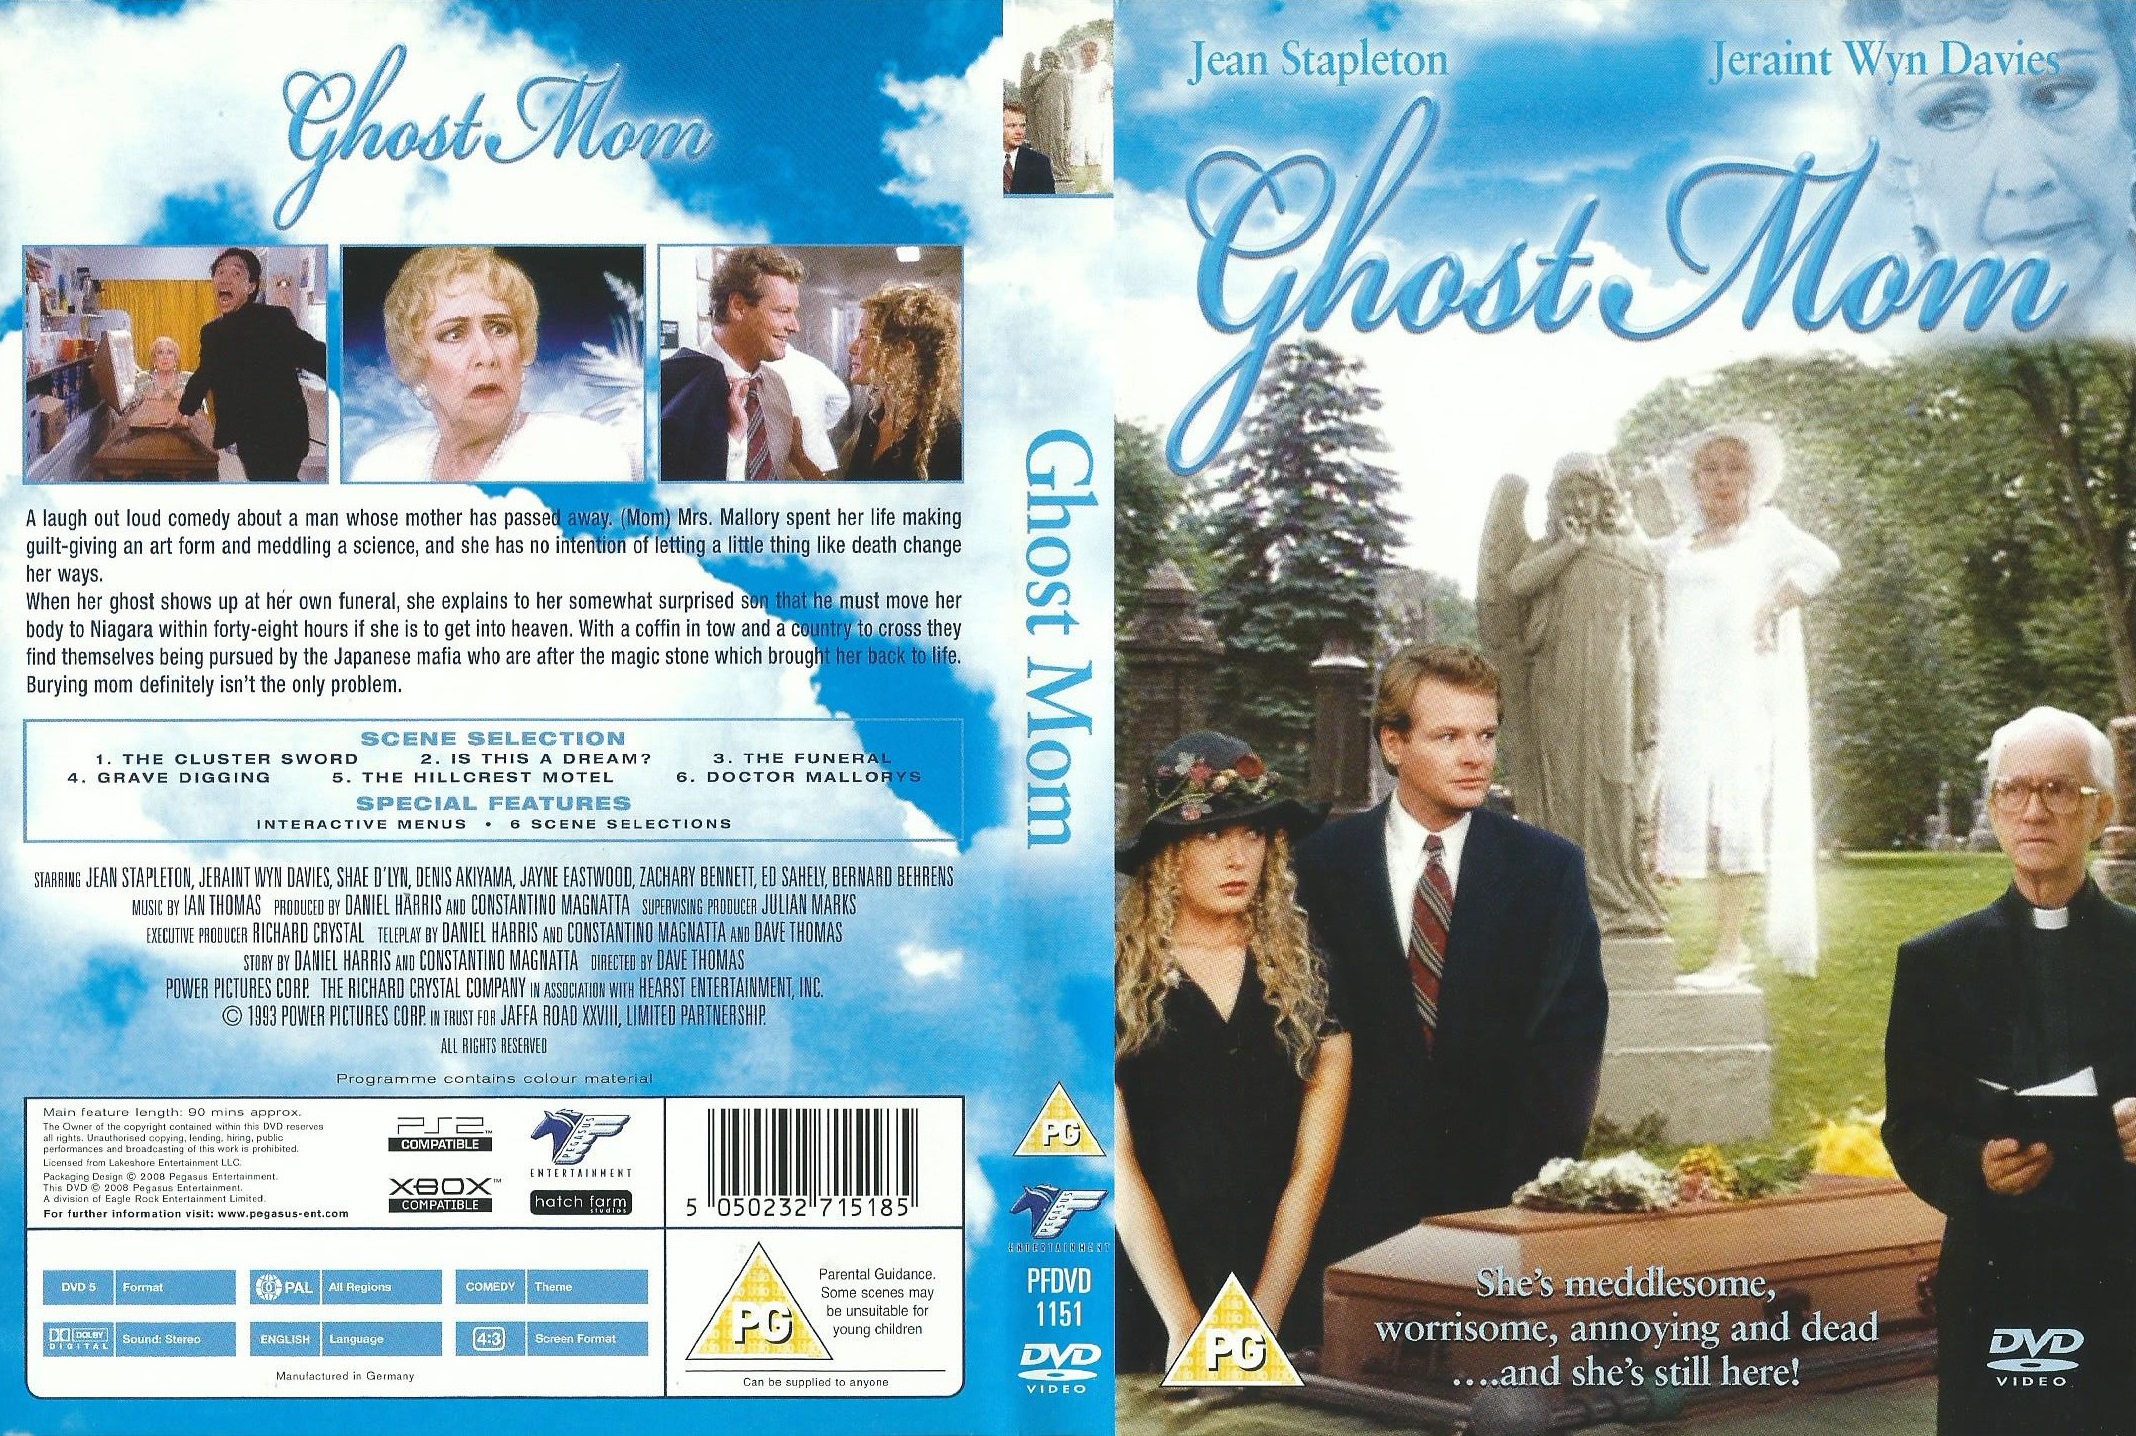 Ghost Mom
A laugh out loud comedy about a man whose mother has passed away. (Mom) Mrs. Mallory spent her life making
guilt-giving an art form and meddling a science, and she has no intention of letting a little thing like death change
her ways.
When her ghost shows up at her own funeral, she explains to her somewhat surprised son that he must move her
body to Niagara within forty-eight hours if she is to get into heaven. With a coffin in tow and a country to cross they
find themselves being pursued by the Japanese mafia who are after the magic stone which brought her back to life.
Burying mom definitely isn't the only problem.
SCENE SELECTION
1. THE CLUSTER SWORD 2. IS THIS A DREAM? 3. THE FUNERAL
4. GRAVE DIGGING 5. THE HILLCREST MOTEL 6. DOCTOR MALLORYS
SPECIAL FEATURES
INTERACTIVE MENUS • 6 SCENE SELECTIONS
STARRING JEAN STAPLETON, JERAINT WYN DAVIES, SHAE D'LYN, DENIS AKIYAMA, JAYNE EASTWOOD, ZACHARY BENNETT, ED SAHELY, BERNARD BEHRENS
MUSIC BY IAN THOMAS PRODUCED BY DANIEL HARRIS AND CONSTANTINO MAGNATTA SUPERVISING PRODUCER JULIAN MARKS
EXECUTIVE PRODUCER RICHARD CRYSTAL TELEPLAY BY DANIEL HARRIS AND CONSTANTINO MAGNATTA AND DAVE THOMAS
STORY BY DANIEL HARRIS AND CONSTANTINO MAGNATTA DIRECTED BY DAVE THOMAS
POWER PICTURES CORP. THE RICHARD CRYSTAL COMPANY IN ASSOCIATION WITH HEARST ENTERTAINMENT, INC.
© 1993 POWER PICTURES CORP. IN TRUST FOR JAFFA ROAD XXVIII, LIMITED PARTNERSHIP.
ALL RIGHTS RESERVED
Programme contains colour material
Main feature length: 90 mins approx.
The Owner of the copyright contained within this DVD reserves
all rights. Unauthorised copying, lending, hiring, public
performances and broadcasting of this work is prohibited.
Licensed from Lakeshore Entertainment LLC.
Packaging Design © 2008 Pegasus Entertainment.
This DVD © 2008 Pegasus Entertainment.
A division of Eagle Rock Entertainment Limited.
For further information visit: www.pegasus-ent.com
PS2™
COMPATIBLE
XBOX™
COMPATIBLE
PEGASUS
ENTERTAINMENT
hatch farm
studios
5 050232 715185
DVD 5 Format
0 PAL All Regions
COMEDY Theme
DOLBY DIGITAL Sound: Stereo
ENGLISH Language
4:3 Screen Format
Manufactured in Germany
PG
Parental Guidance.
Some scenes may
be unsuitable for
young children
Can be supplied to anyone
Ghost Mom
PG
PEGASUS
ENTERTAINMENT
PFDVD
1151
DVD
VIDEO
Jean Stapleton Jeraint Wyn Davies
Ghost Mom
She's meddlesome,
worrisome, annoying and dead
....and she's still here!
PG
DVD
VIDEO